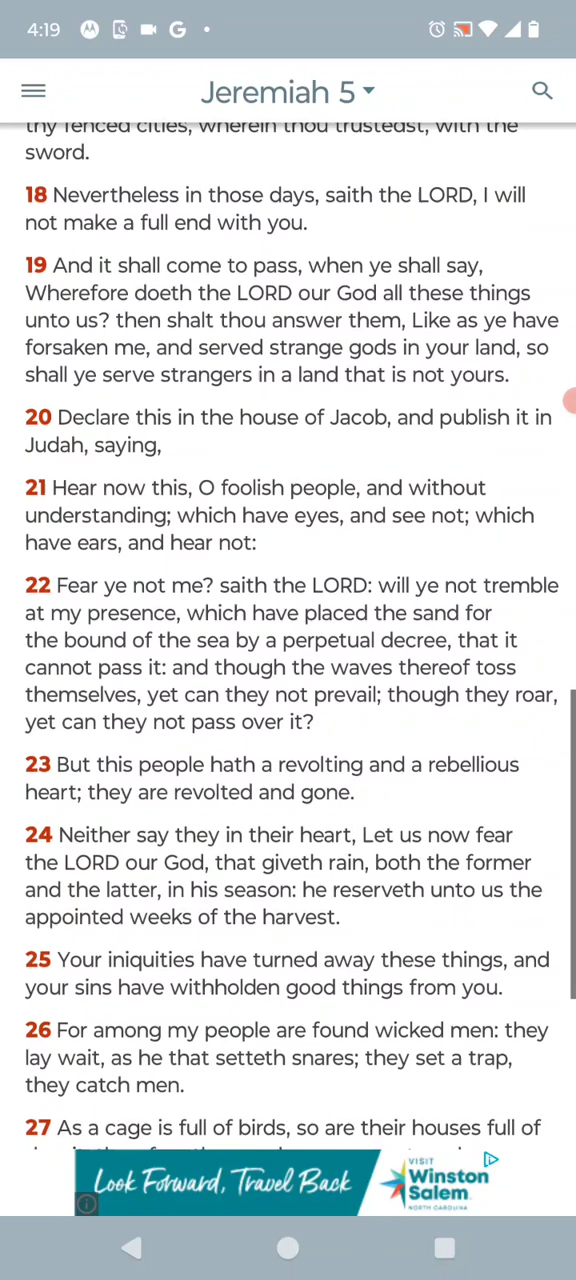 4:19
Jeremiah 5
thy fenced cities, wherein thou trustedst, with the
sword.
18 Nevertheless in those days, saith the LORD, I will
not make a full end with you.
19 And it shall come to pass, when ye shall say,
Wherefore doeth the LORD our God all these things
unto us? then shalt thou answer them, Like as ye have
forsaken me, and served strange gods in your land, so
shall ye serve strangers in a land that is not yours.
20 Declare this in the house of Jacob, and publish it in
Judah, saying,
21 Hear now this, O foolish people, and without
understanding; which have eyes, and see not; which
have ears, and hear not:
22 Fear ye not me? saith the LORD: will ye not tremble
at my presence, which have placed the sand for
the bound of the sea by a perpetual decree, that it
cannot pass it: and though the waves thereof toss
themselves, yet can they not prevail; though they roar,
yet can they not pass over it?
23 But this people hath a revolting and a rebellious
heart; they are revolted and gone.
24 Neither say they in their heart, Let us now fear
the LORD our God, that giveth rain, both the former
and the latter, in his season: he reserveth unto us the
appointed weeks of the harvest.
25 Your iniquities have turned away these things, and
your sins have withholden good things from you.
26 For among my people are found wicked men: they
lay wait, as he that setteth snares; they set a trap,
they catch men.
27 As a cage is full of birds, so are their houses full of
Look Forward, Travel Back
VISIT
Winston
Salem
NORTH CAROLINA